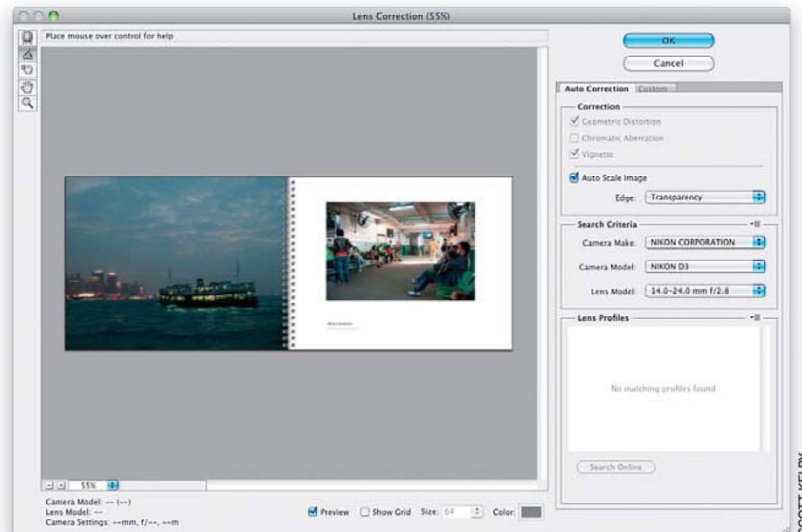 Lens Correction (55%)
Place mouse over control for help
OK
Cancel
Auto Correction
Custom
Correction
Geometric Distortion
Chromatic Aberration
Vignette
Auto Scale Image
Edge: Transparency
Search Criteria
Camera Make: NIKON CORPORATION
Camera Model: NIKON D3
Lens Model: 14.0-24.0 mm f/2.8
Lens Profiles
No matching profiles found
Search Online
55%
Camera Model: -- (--)
Lens Model: --
Camera Settings: --mm, f/--, --m
Preview
Show Grid
Size: 64
Color:
SCOTT KELBY